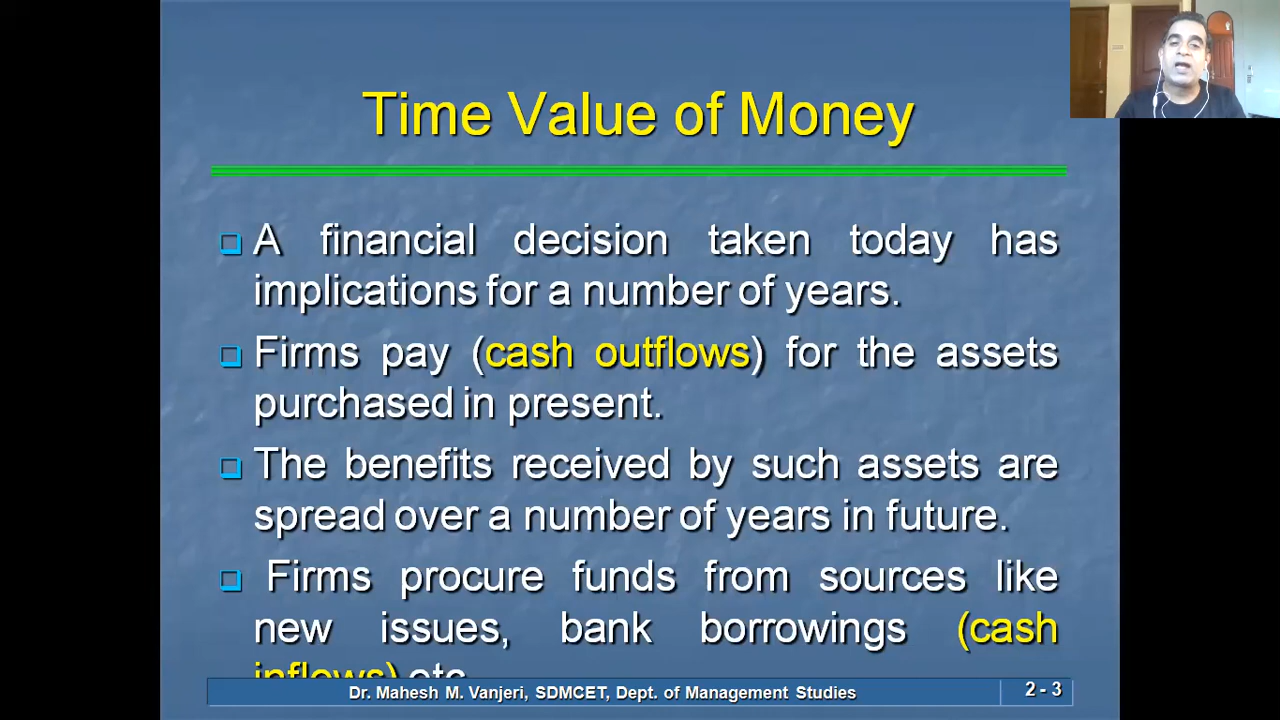 Time Value of Money
A financial decision taken today has
implications for a number of years.
Firms pay (cash outflows) for the assets
purchased in present.
The benefits received by such assets are
spread over a number of years in future.
Firms procure funds from sources like
new issues, bank borrowings (cash
inflows) etc
Dr. Mahesh M. Vanjeri, SDMCET, Dept. of Management Studies
2 - 3